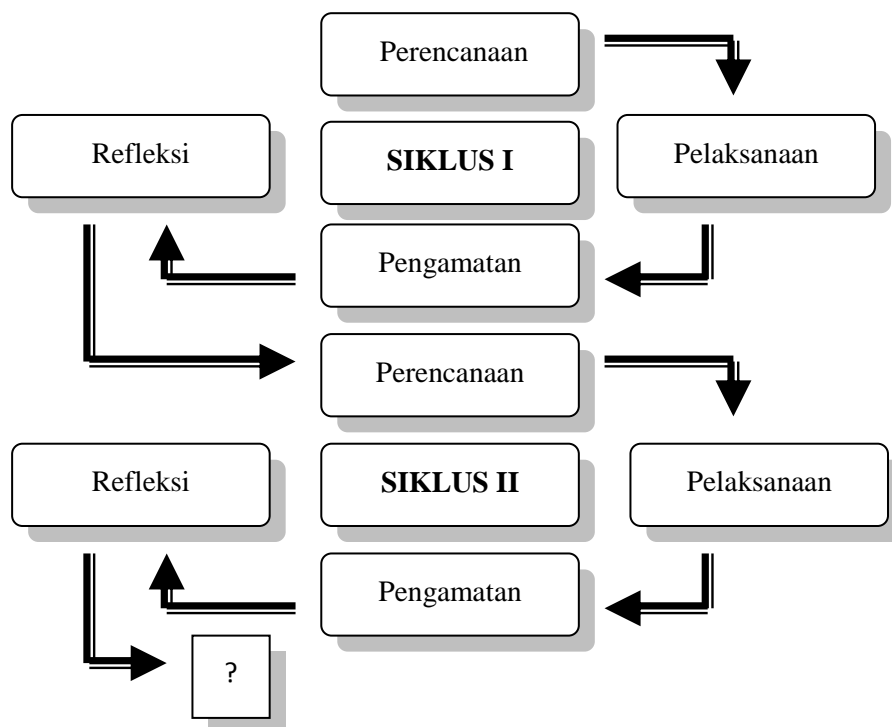 Perencanaan
Refleksi
SIKLUS I
Pelaksanaan
Pengamatan
Perencanaan
Refleksi
SIKLUS II
Pelaksanaan
Pengamatan
?